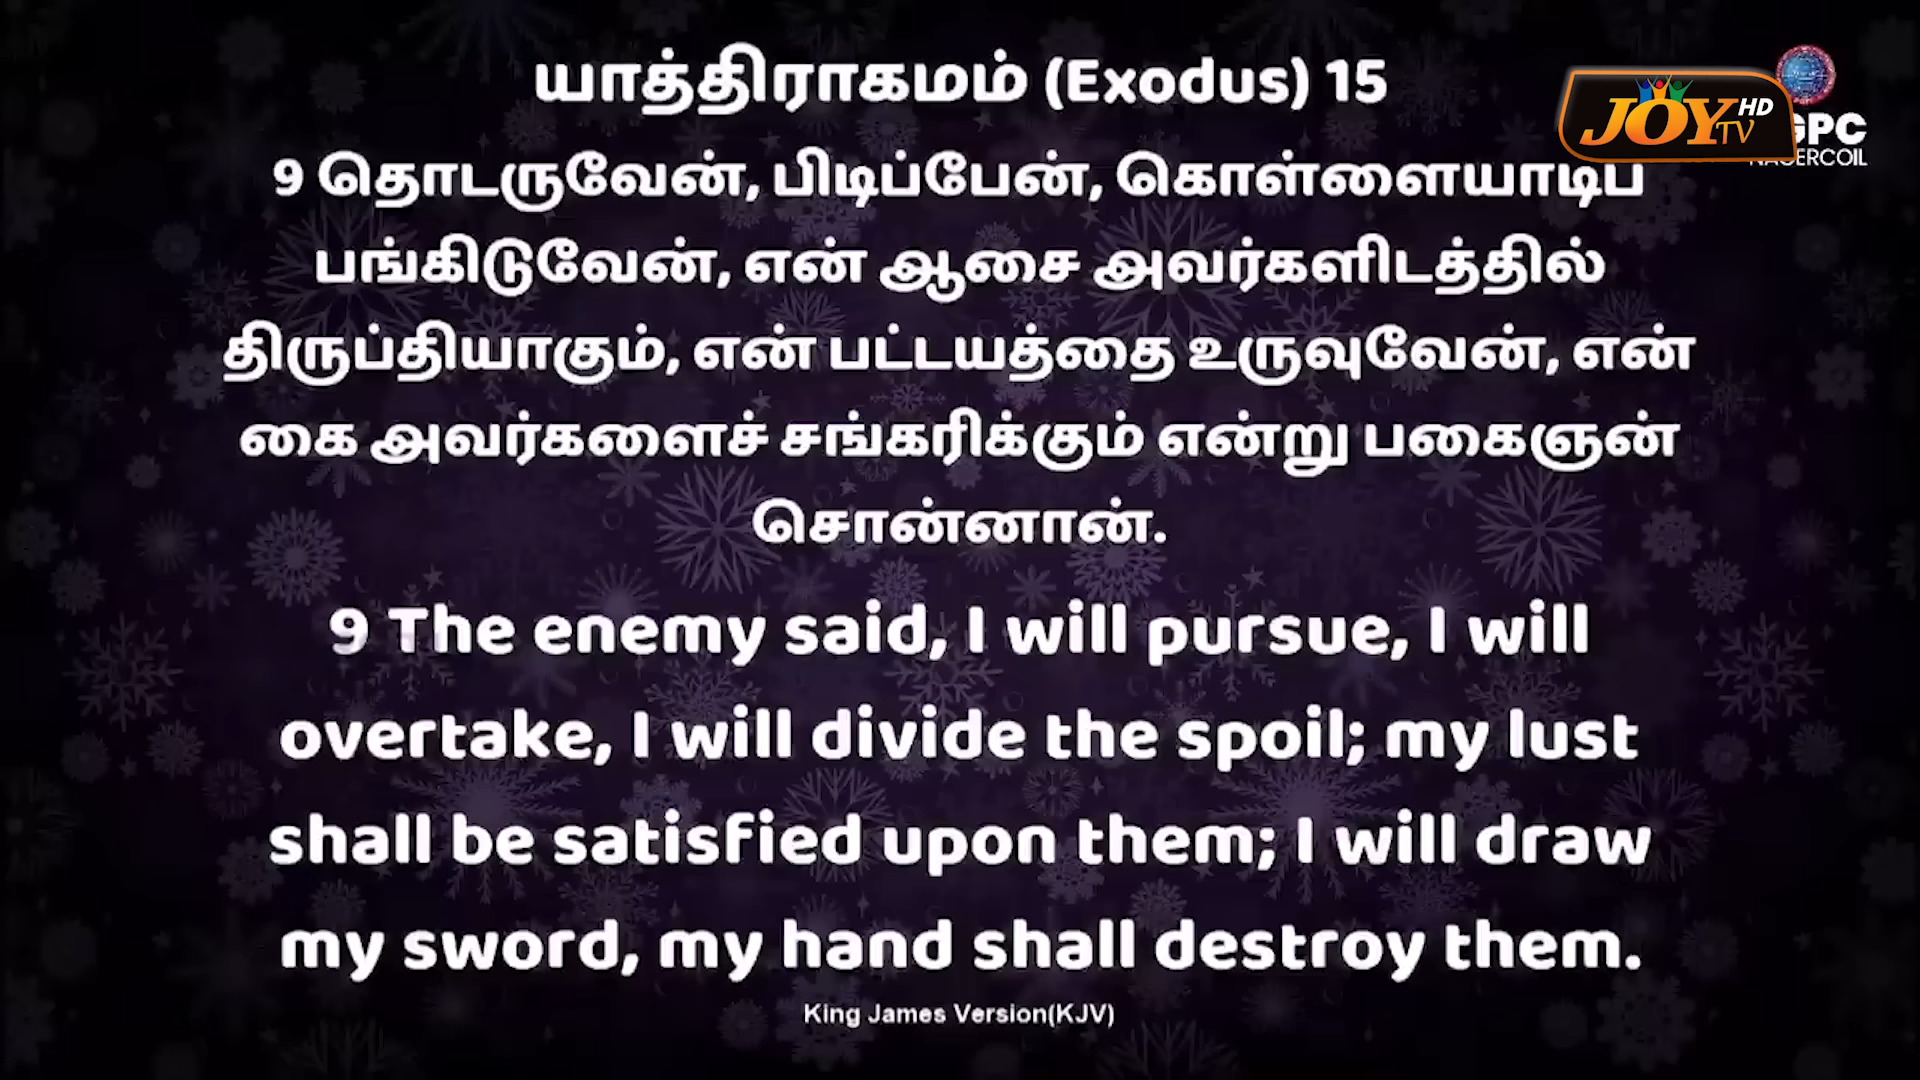 யாத்திராகமம் (Exodus) 15
JOY TV HD
GPC
NAGERCOIL
9 தொடருவேன், பிடிப்பேன், கொள்ளையாடிப்
பங்கிடுவேன், என் ஆசை அவர்களிடத்தில்
திருப்தியாகும், என் பட்டயத்தை உருவுவேன், என்
கை அவர்களைச் சங்கரிக்கும் என்று பகைஞன்
சொன்னான்.
9 The enemy said, I will pursue, I will
overtake, I will divide the spoil; my lust
shall be satisfied upon them; I will draw
my sword, my hand shall destroy them.
King James Version(KJV)